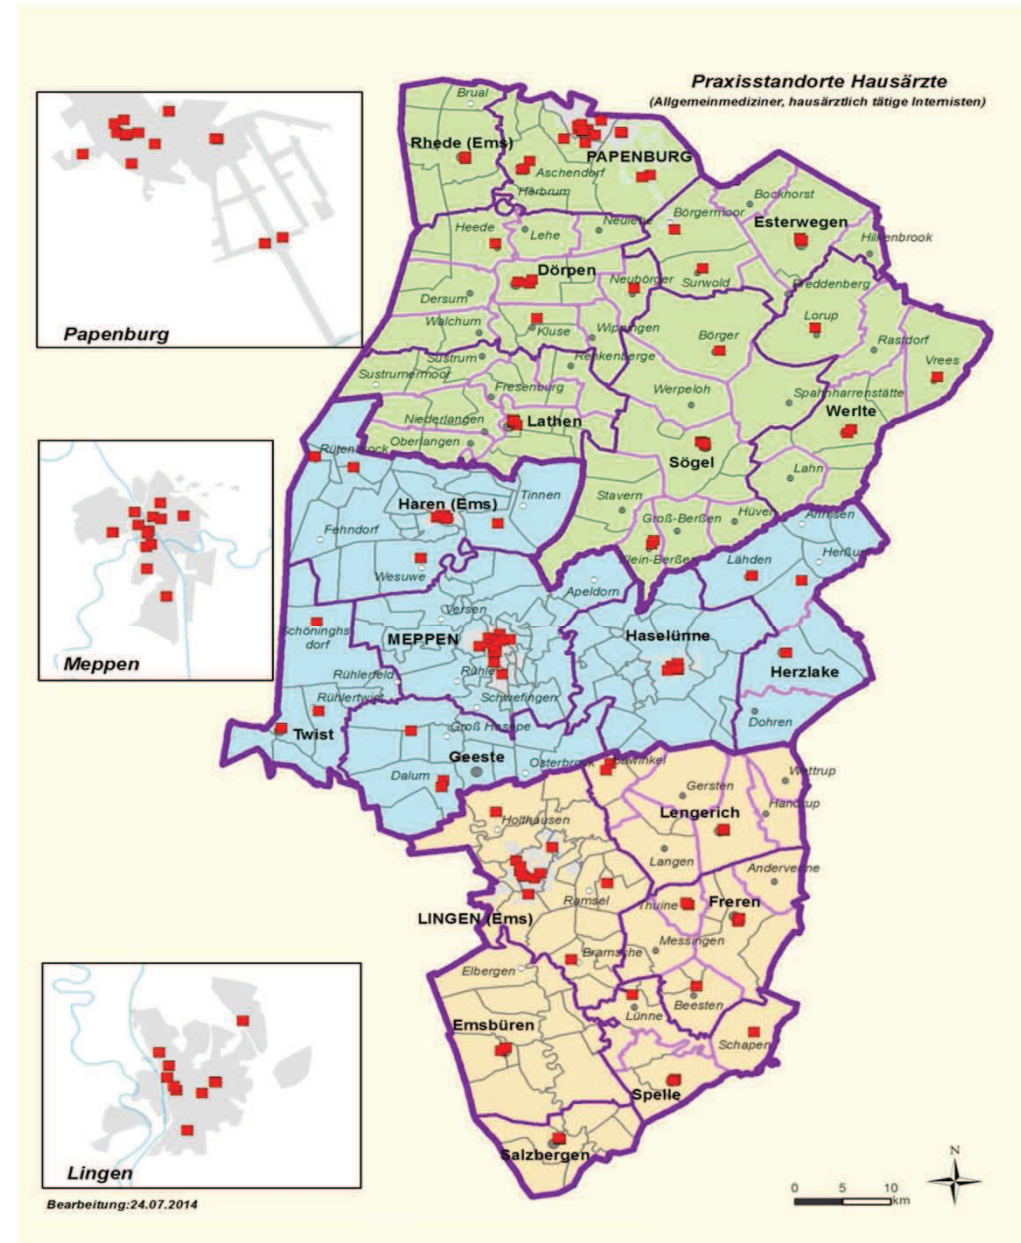 Praxisstandorte Hausärzte
(Allgemeinmediziner, hausärztlich tätige Internisten)
Brual
Rhede (Ems)
PAPENBURG
Aschendorf
Herbrum
Bockhorst
Börgermoor
Neulehe
Esterwegen
Heede
Lehe
Hilkenbrook
Dörpen
Neubörger
Surwold
Breddenberg
Dersum
Lorup
Walchum
Kluse
Wippingen
Börger
Rastdorf
Papenburg
Sustrum
Renkenberge
Vrees
Sustrumermoor
Fresenburg
Werpeloh
Spahnharrenstätte
Werlte
Niederlangen
Lathen
Oberlangen
Rütenbrock
Sögel
Lahn
Haren (Ems)
Tinnen
Stavern
Groß-Berßen
Hüven
Ahmsen
Fehndorf
Klein-Berßen
Lähden
Herßum
Wesuwe
Apeldorn
Versen
Schöninghs
dorf
MEPPEN
Haselünne
Meppen
Rühlerfeld
Rühle
Herzlake
Rühlertwist
Schwefingen
Dohren
Twist
Groß Hesepe
Geeste
Osterbrock
Bawinkel
Dalum
Wettrup
Gersten
Handrup
Lengerich
Holthausen
Langen
Andervenne
Ramsel
Thuine
Freren
LINGEN (Ems)
Messingen
Bramsche
Elbergen
Beesten
Lünne
Emsbüren
Schapen
Spelle
Salzbergen
Lingen
Bearbeitung:24.07.2014
N
0 5 10
km